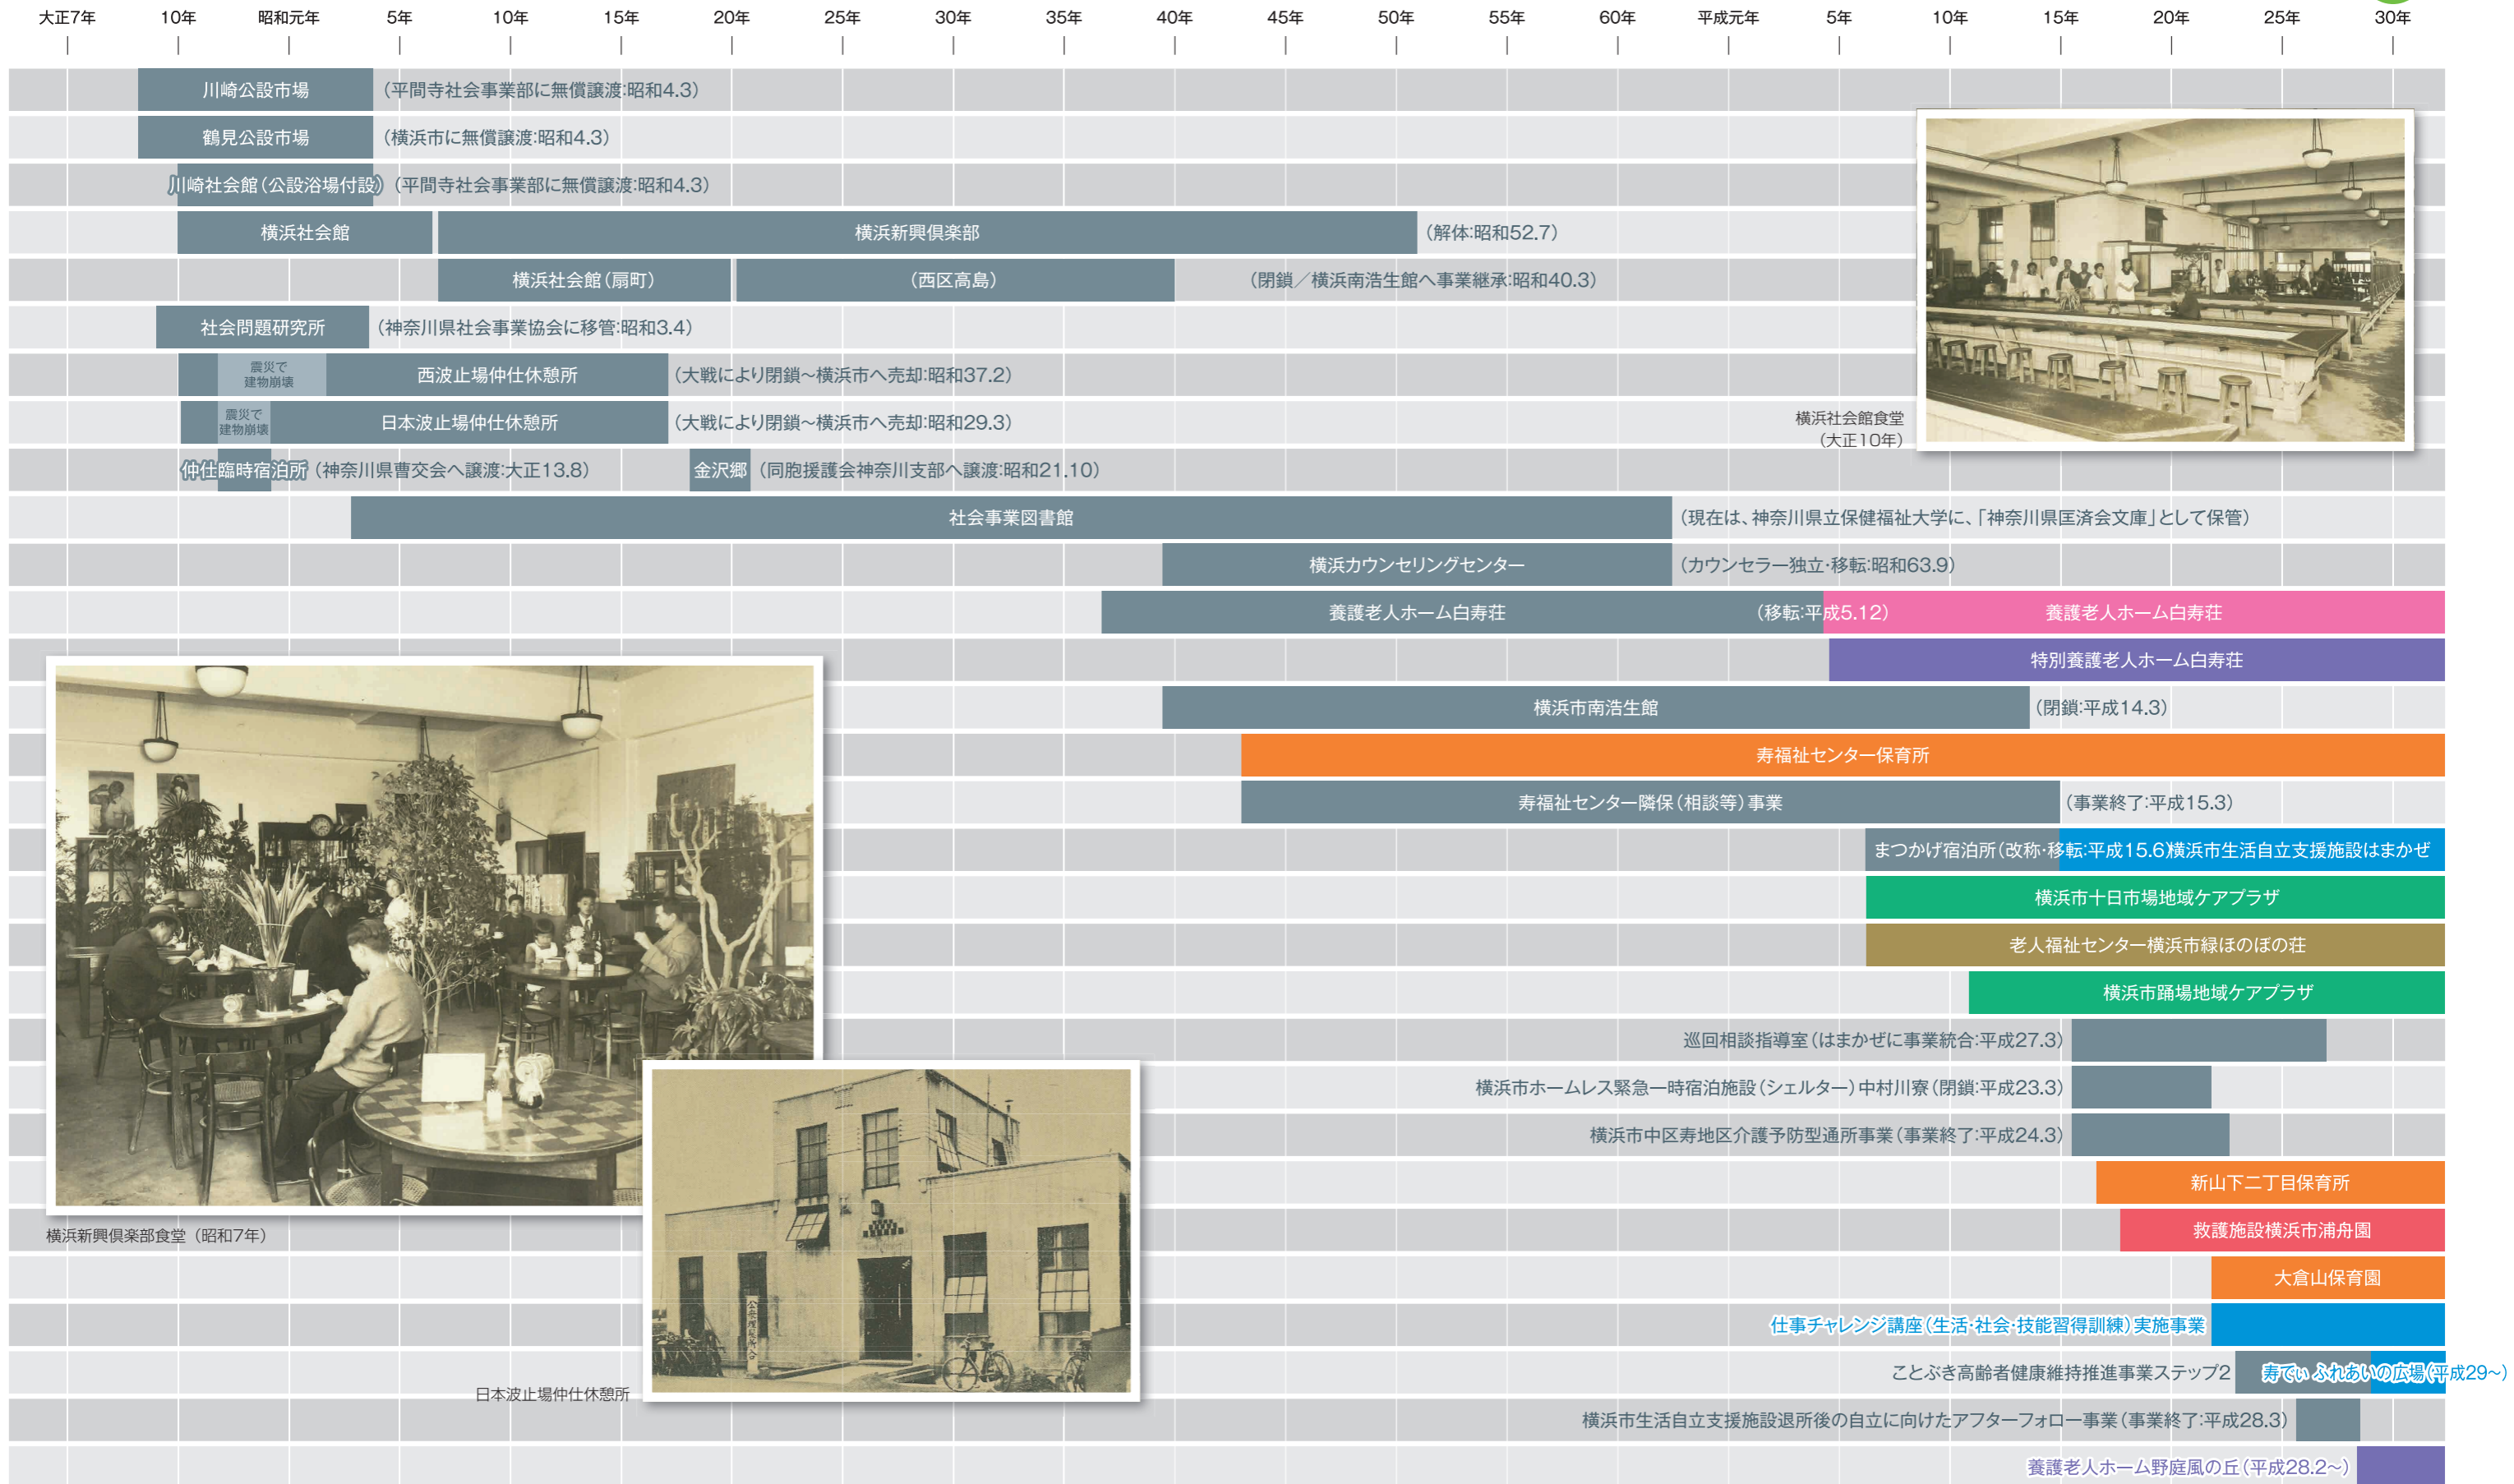 大正7年 10年 昭和元年 5年 10年 15年 20年 25年 30年 35年 40年 45年 50年 55年 60年 平成元年 5年 10年 15年 20年 25年 30年
川崎公設市場 (平間寺社会事業部に無償譲渡:昭和4.3)
鶴見公設市場 (横浜市に無償譲渡:昭和4.3)
川崎社会館(公設浴場付設) (平間寺社会事業部に無償譲渡:昭和4.3)
横浜社会館 横浜新興倶楽部 (解体:昭和52.7)
横浜社会館(扇町) (西区高島) (閉鎖／横浜南浩生館へ事業継承:昭和40.3)
社会問題研究所 (神奈川県社会事業協会に移管:昭和3.4)
震災で
建物崩壊 西波止場仲仕休憩所 (大戦により閉鎖〜横浜市へ売却:昭和37.2)
震災で
建物崩壊 日本波止場仲仕休憩所 (大戦により閉鎖〜横浜市へ売却:昭和29.3)
横浜社会館食堂
(大正10年)
仲仕臨時宿泊所 (神奈川県曹交会へ譲渡:大正13.8) 金沢郷 (同胞援護会神奈川支部へ譲渡:昭和21.10)
社会事業図書館 (現在は、神奈川県立保健福祉大学に、「神奈川県匡済会文庫」として保管)
横浜カウンセリングセンター (カウンセラー独立・移転:昭和63.9)
養護老人ホーム白寿荘 (移転:平成5.12) 養護老人ホーム白寿荘
特別養護老人ホーム白寿荘
横浜市南浩生館 (閉鎖:平成14.3)
寿福祉センター保育所
寿福祉センター隣保(相談等)事業 (事業終了:平成15.3)
まつかげ宿泊所(改称・移転:平成15.6) 横浜市生活自立支援施設はまかぜ
横浜市十日市場地域ケアプラザ
老人福祉センター横浜市緑ほのぼの荘
横浜市踊場地域ケアプラザ
巡回相談指導室(はまかぜに事業統合:平成27.3)
横浜市ホームレス緊急一時宿泊施設(シェルター)中村川寮(閉鎖:平成23.3)
横浜市中区寿地区介護予防型通所事業(事業終了:平成24.3)
新山下二丁目保育所
救護施設横浜市浦舟園
横浜新興倶楽部食堂 (昭和7年)
大倉山保育園
仕事チャレンジ講座(生活・社会・技能習得訓練)実施事業
ことぶき高齢者健康維持推進事業ステップ2 寿でい ふれあいの広場(平成29〜)
日本波止場仲仕休憩所
横浜市生活自立支援施設退所後の自立に向けたアフターフォロー事業(事業終了:平成28.3)
養護老人ホーム野庭風の丘(平成28.2〜)